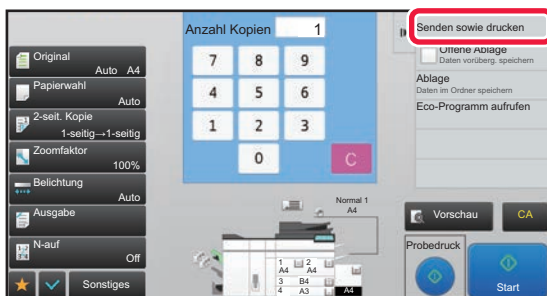 Anzahl Kopien 1
Original
Auto A4
Papierwahl
Auto
2-seit. Kopie
1-seitig→1-seitig
Zoomfaktor
100%
Belichtung
Auto
Ausgabe
N-auf
Off
Sonstiges
7 8 9
4 5 6
1 2 3
0 C
Normal 1
A4
1 2
A4 A4
3 B4
4 A3
A4
Senden sowie drucken
Offene Ablage
Daten vorüberg. speichern
Ablage
Daten im Ordner speichern
Eco-Programm aufrufen
Vorschau CA
Probedruck
Start